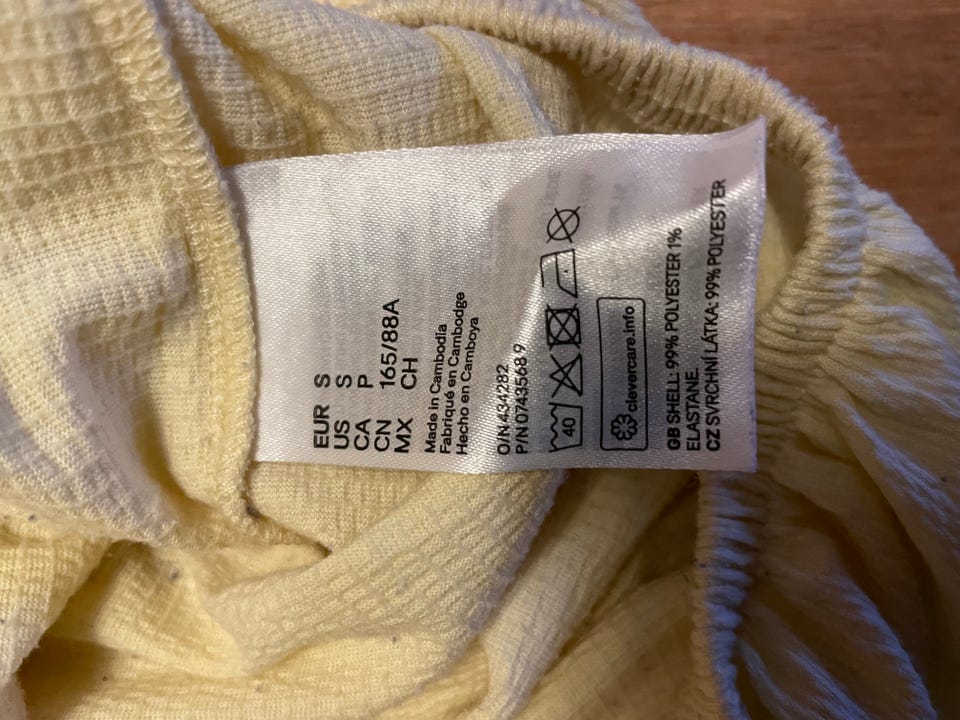 EUR S
US S
CA P
CN 165/88A
MX CH
Made in Cambodia
Fabriqué en Cambodge
Hecho en Camboya
O/N 434282
P/N 0743568 9
40
clevercare.info
GB SHELL: 99% POLYESTER 1%
ELASTANE.
CZ SVRCHNÍ LÁTKA: 99% POLYESTER